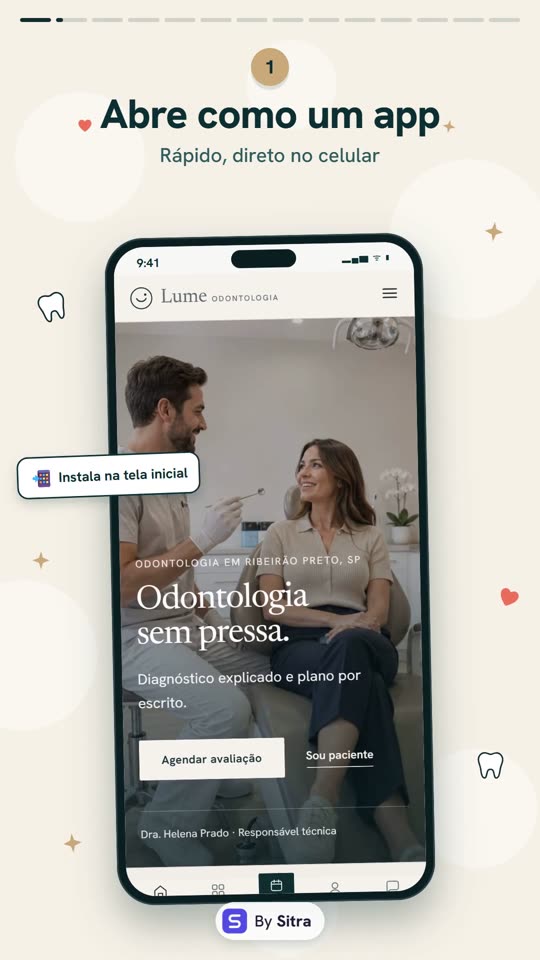 1
Abre como um app
Rápido, direto no celular
9:41
Lume ODONTOLOGIA
Instala na tela inicial
ODONTOLOGIA EM RIBEIRÃO PRETO, SP
Odontologia
sem pressa.
Diagnóstico explicado e plano por
escrito.
Agendar avaliação
Sou paciente
Dra. Helena Prado · Responsável técnica
S By Sitra